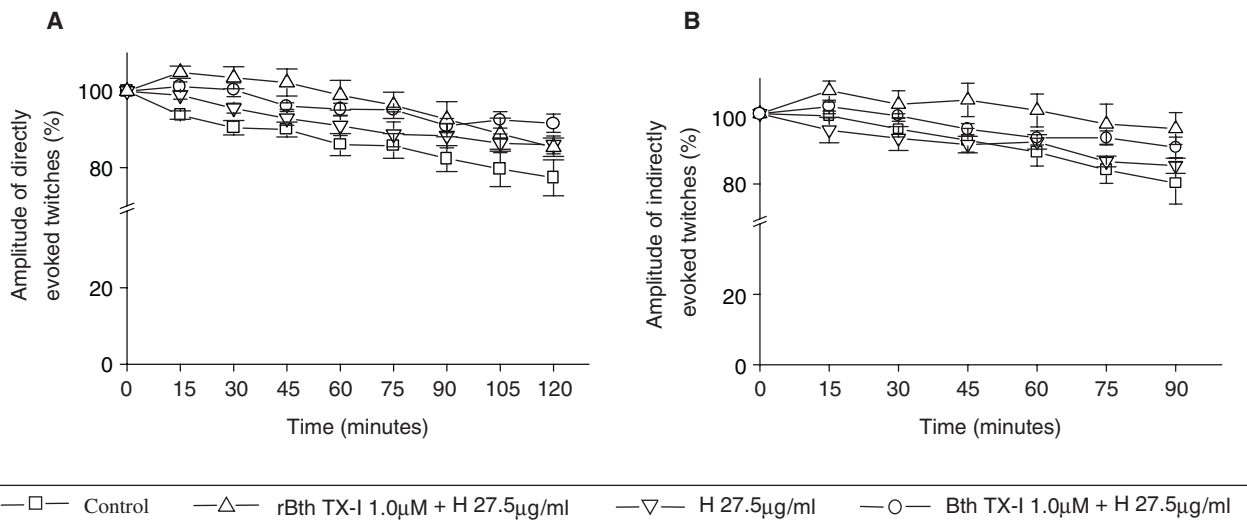 A
Amplitude of directly
evoked twitches (%)
100
80
20
0
0 15 30 45 60 75 90 105 120
Time (minutes)
B
Amplitude of indirectly
evoked twitches (%)
100
80
20
0
0 15 30 45 60 75 90
Time (minutes)
Control rBth TX-I 1.0μM + H 27.5μg/ml H 27.5μg/ml Bth TX-I 1.0μM + H 27.5μg/ml